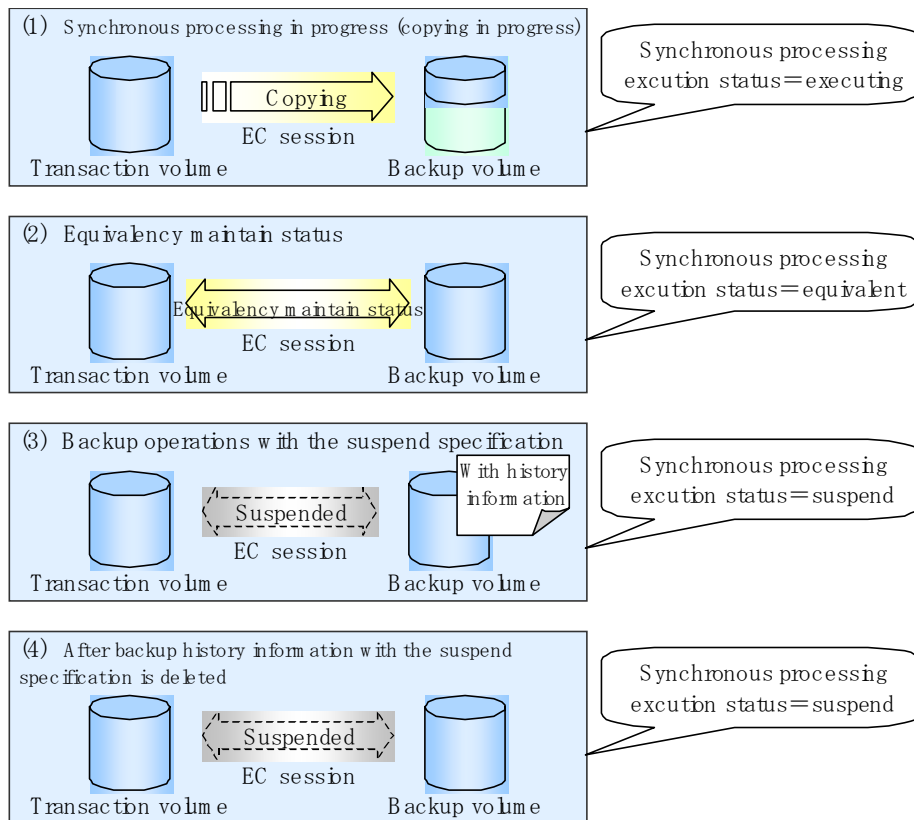 (1) Synchronous processing in progress (copying in progress)
Copying
EC session
Transaction volume
Backup volume
Synchronous processing
excution status＝executing
(2) Equivalency maintain status
Equivalency maintain status
EC session
Transaction volume
Backup volume
Synchronous processing
excution status＝equivalent
(3) Backup operations with the suspend specification
With history
information
Suspended
EC session
Transaction volume
Backup volume
Synchronous processing
excution status＝suspend
(4) After backup history information with the suspend
specification is deleted
Suspended
EC session
Transaction volume
Backup volume
Synchronous processing
excution status＝suspend